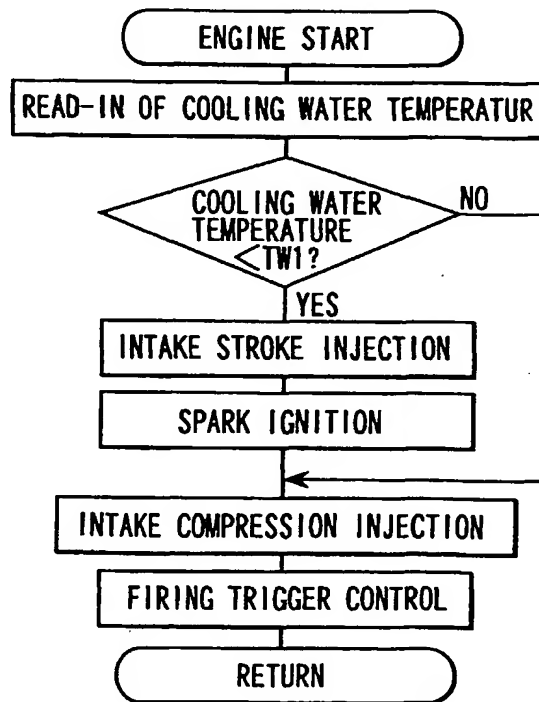 ENGINE START
READ-IN OF COOLING WATER TEMPERATUR
COOLING WATER
NO
TEMPERATURE
<TW1?
YES
INTAKE STROKE INJECTION
SPARK IGNITION
INTAKE COMPRESSION INJECTION
FIRING TRIGGER CONTROL
RETURN